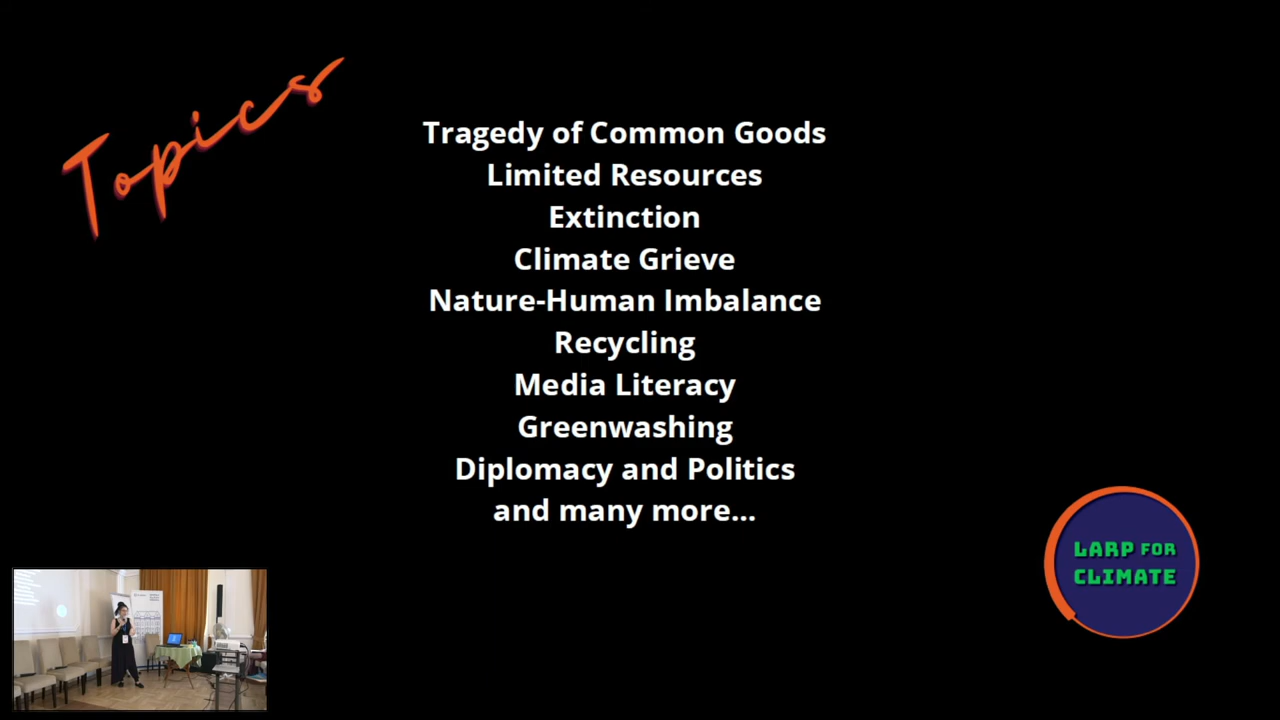 Topics
Tragedy of Common Goods
Limited Resources
Extinction
Climate Grieve
Nature-Human Imbalance
Recycling
Media Literacy
Greenwashing
Diplomacy and Politics
and many more...
LARP FOR
CLIMATE